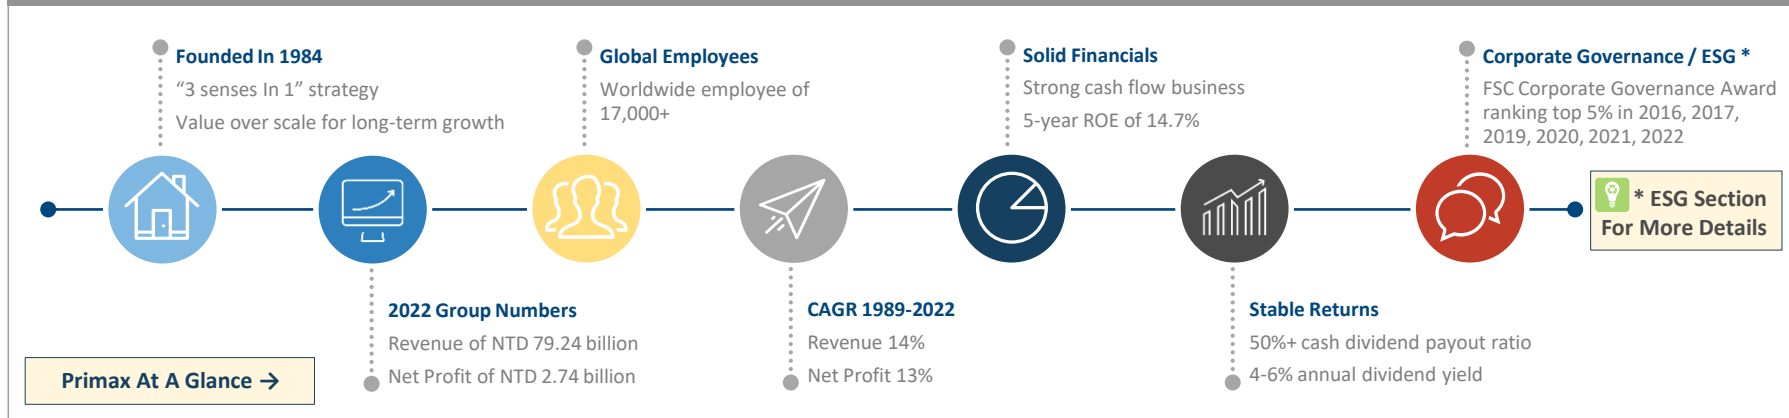 Founded In 1984
“3 senses In 1” strategy
Value over scale for long-term growth
Global Employees
Worldwide employee of
17,000+
Solid Financials
Strong cash flow business
5-year ROE of 14.7%
Corporate Governance / ESG *
FSC Corporate Governance Award
ranking top 5% in 2016, 2017,
2019, 2020, 2021, 2022
* ESG Section
For More Details
2022 Group Numbers
Revenue of NTD 79.24 billion
Net Profit of NTD 2.74 billion
CAGR 1989-2022
Revenue 14%
Net Profit 13%
Stable Returns
50%+ cash dividend payout ratio
4-6% annual dividend yield
Primax At A Glance →